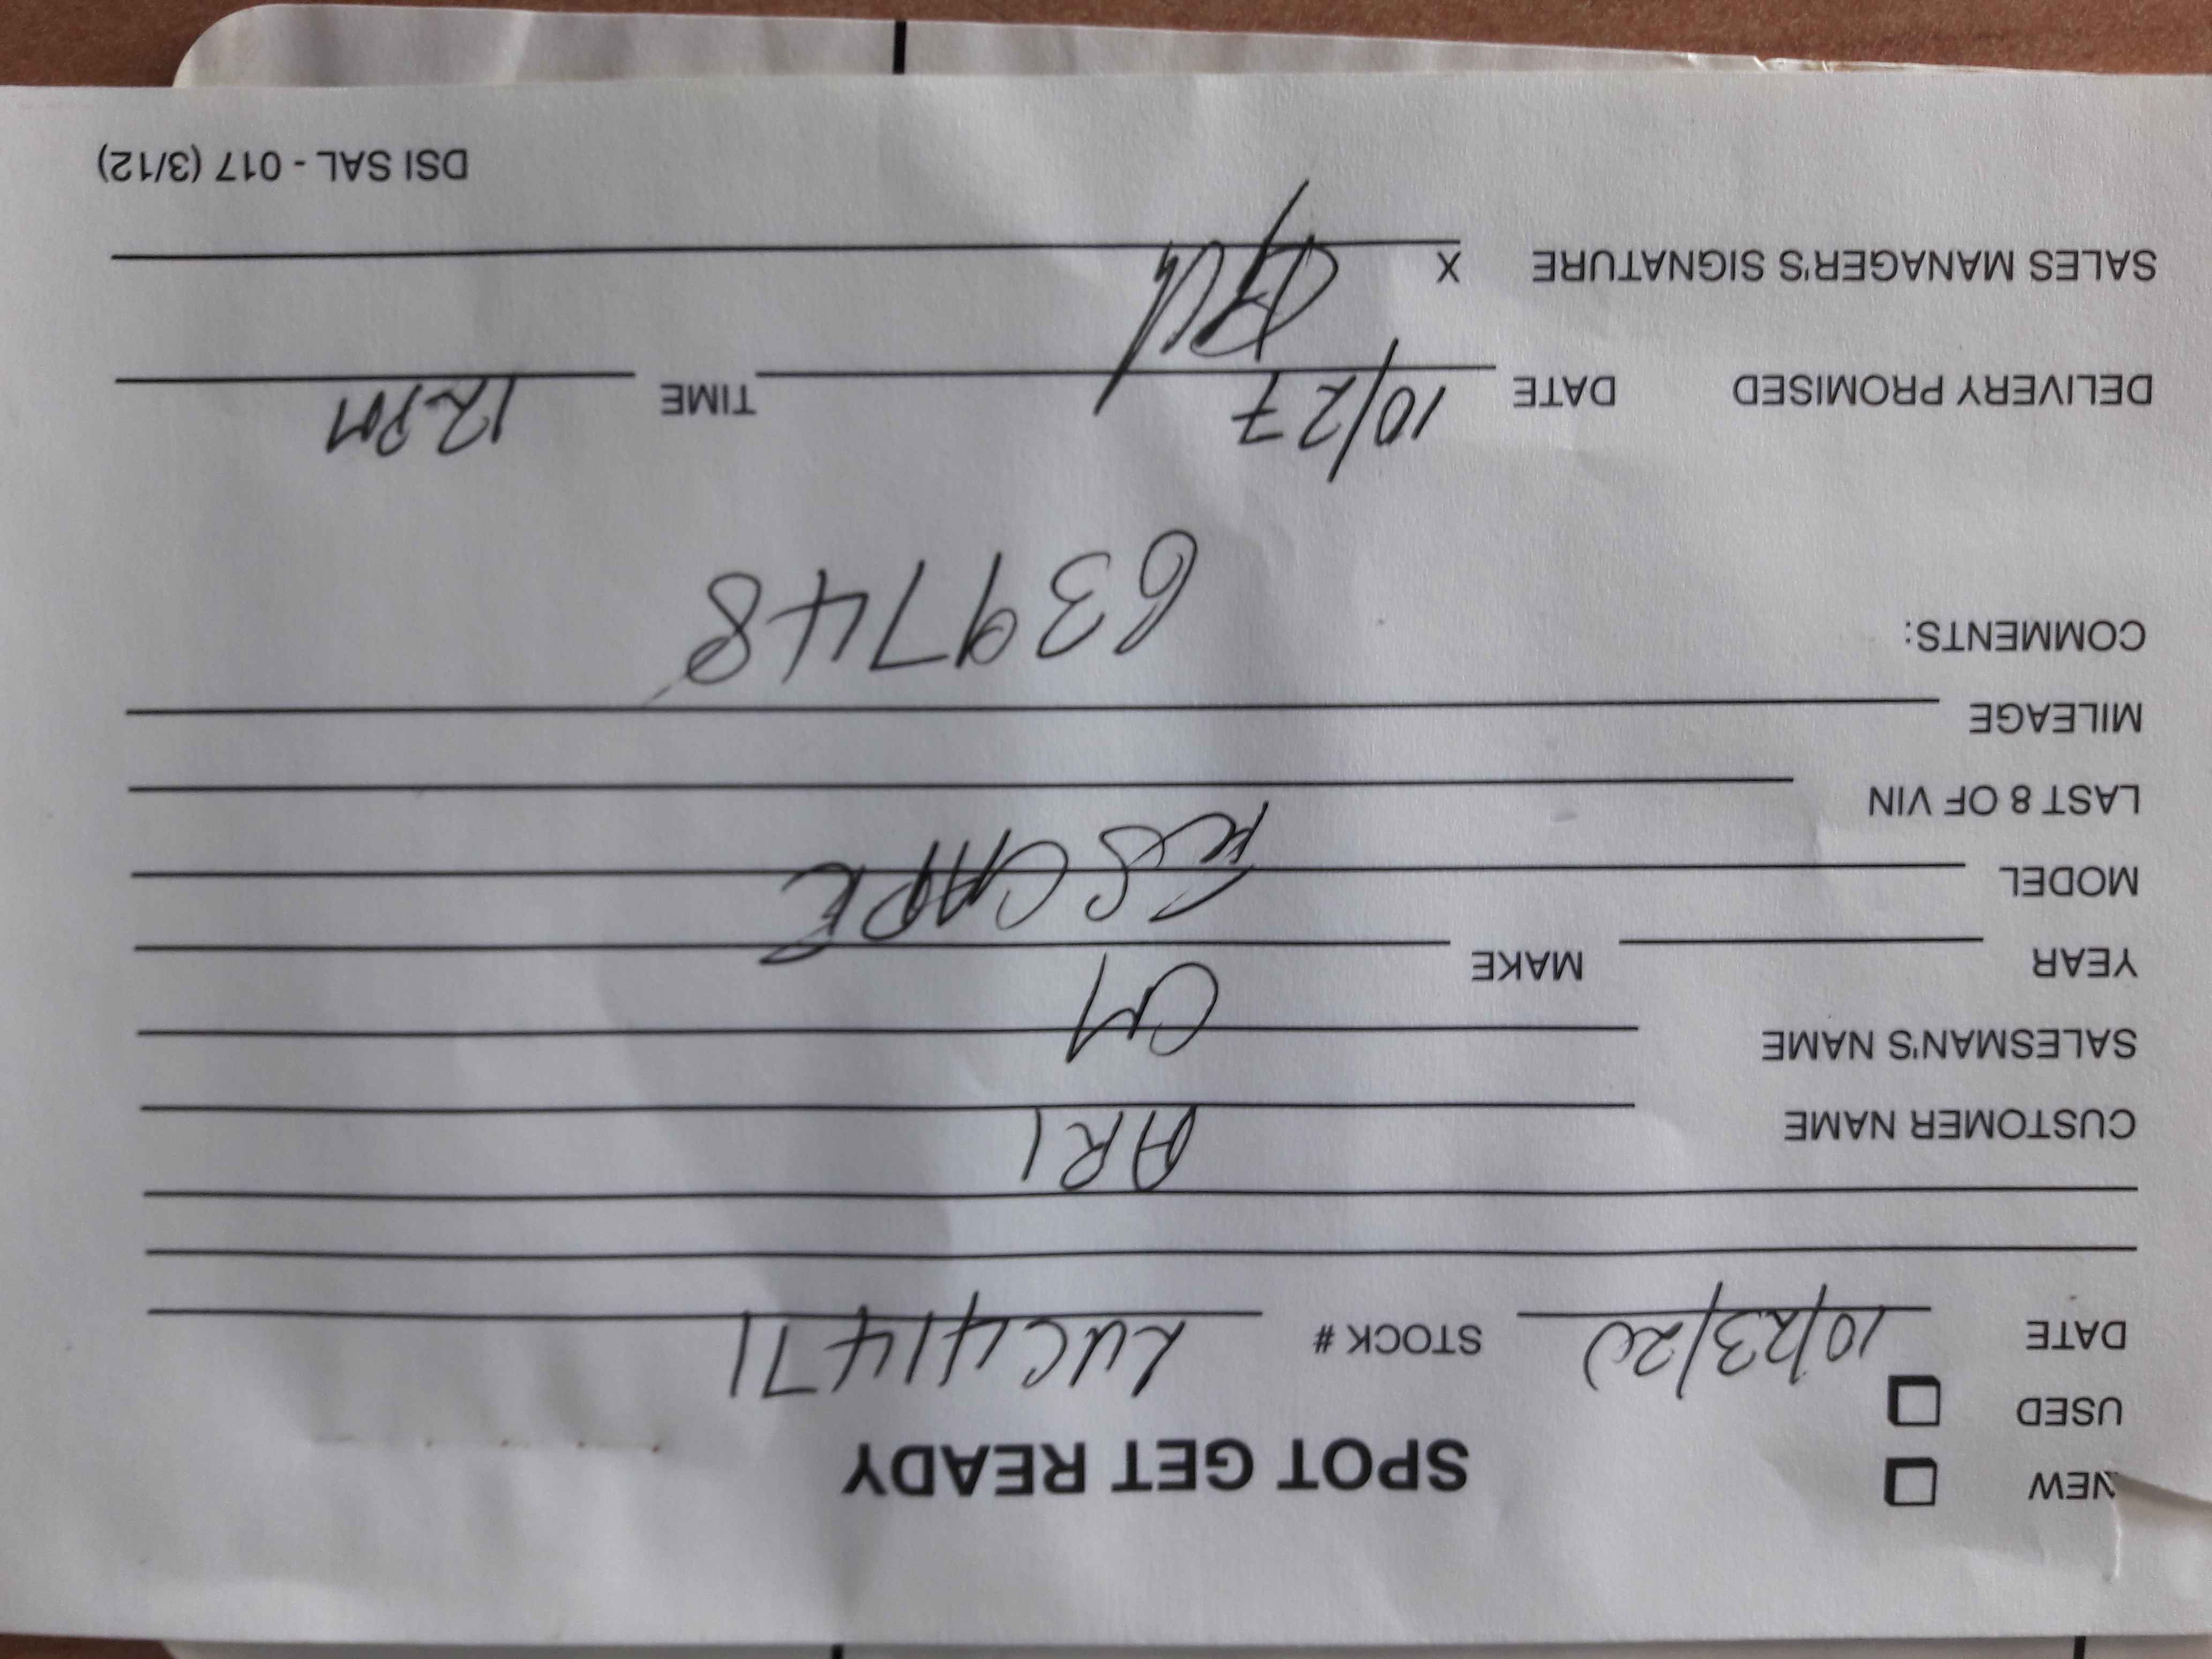 NEW
SPOT GET READY
USED
DATE 10/23/20 STOCK # LUC41471
ARI
CUSTOMER NAME
SALESMAN'S NAME CM
YEAR MAKE
MODEL ESCAPE
LAST 8 OF VIN
MILEAGE
COMMENTS: 639748
DELIVERY PROMISED DATE 10/27 TIME 12PM
SALES MANAGER'S SIGNATURE X
DSI SAL - 017 (3/12)